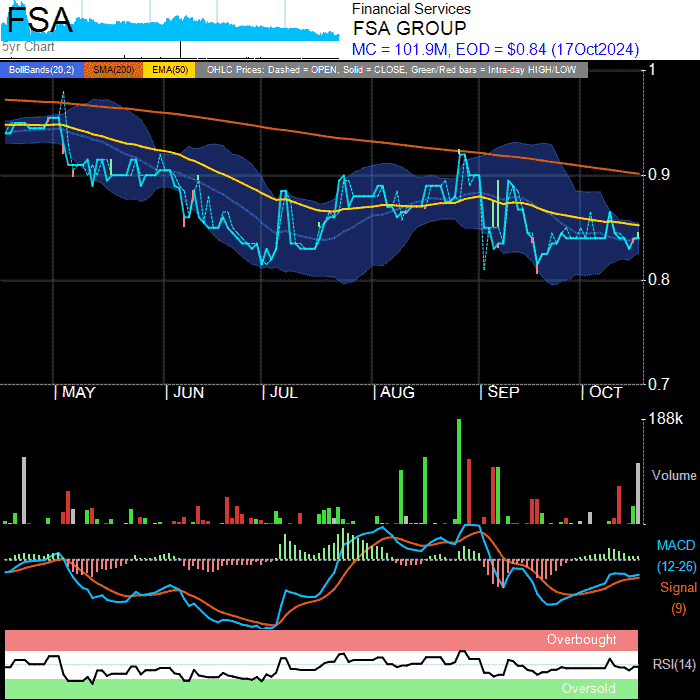 FSA
5yr Chart
Financial Services
FSA GROUP
MC = 101.9M, EOD = $0.84 (17Oct2024)
BollBands(20,2) SMA(200) EMA(50) OHLC Prices: Dashed = OPEN, Solid = CLOSE, Green/Red bars = Intra-day HIGH/LOW
1
0.9
0.8
0.7
MAY JUN JUL AUG SEP OCT
188k
Volume
MACD
(12-26)
Signal
(9)
Overbought
RSI(14)
Oversold